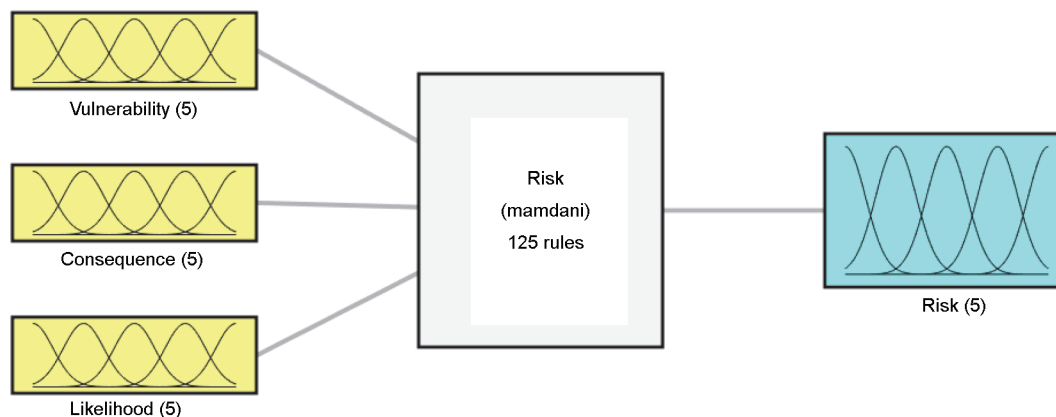 Vulnerability (5)
Consequence (5)
Likelihood (5)
Risk
(mamdani)
125 rules
Risk (5)